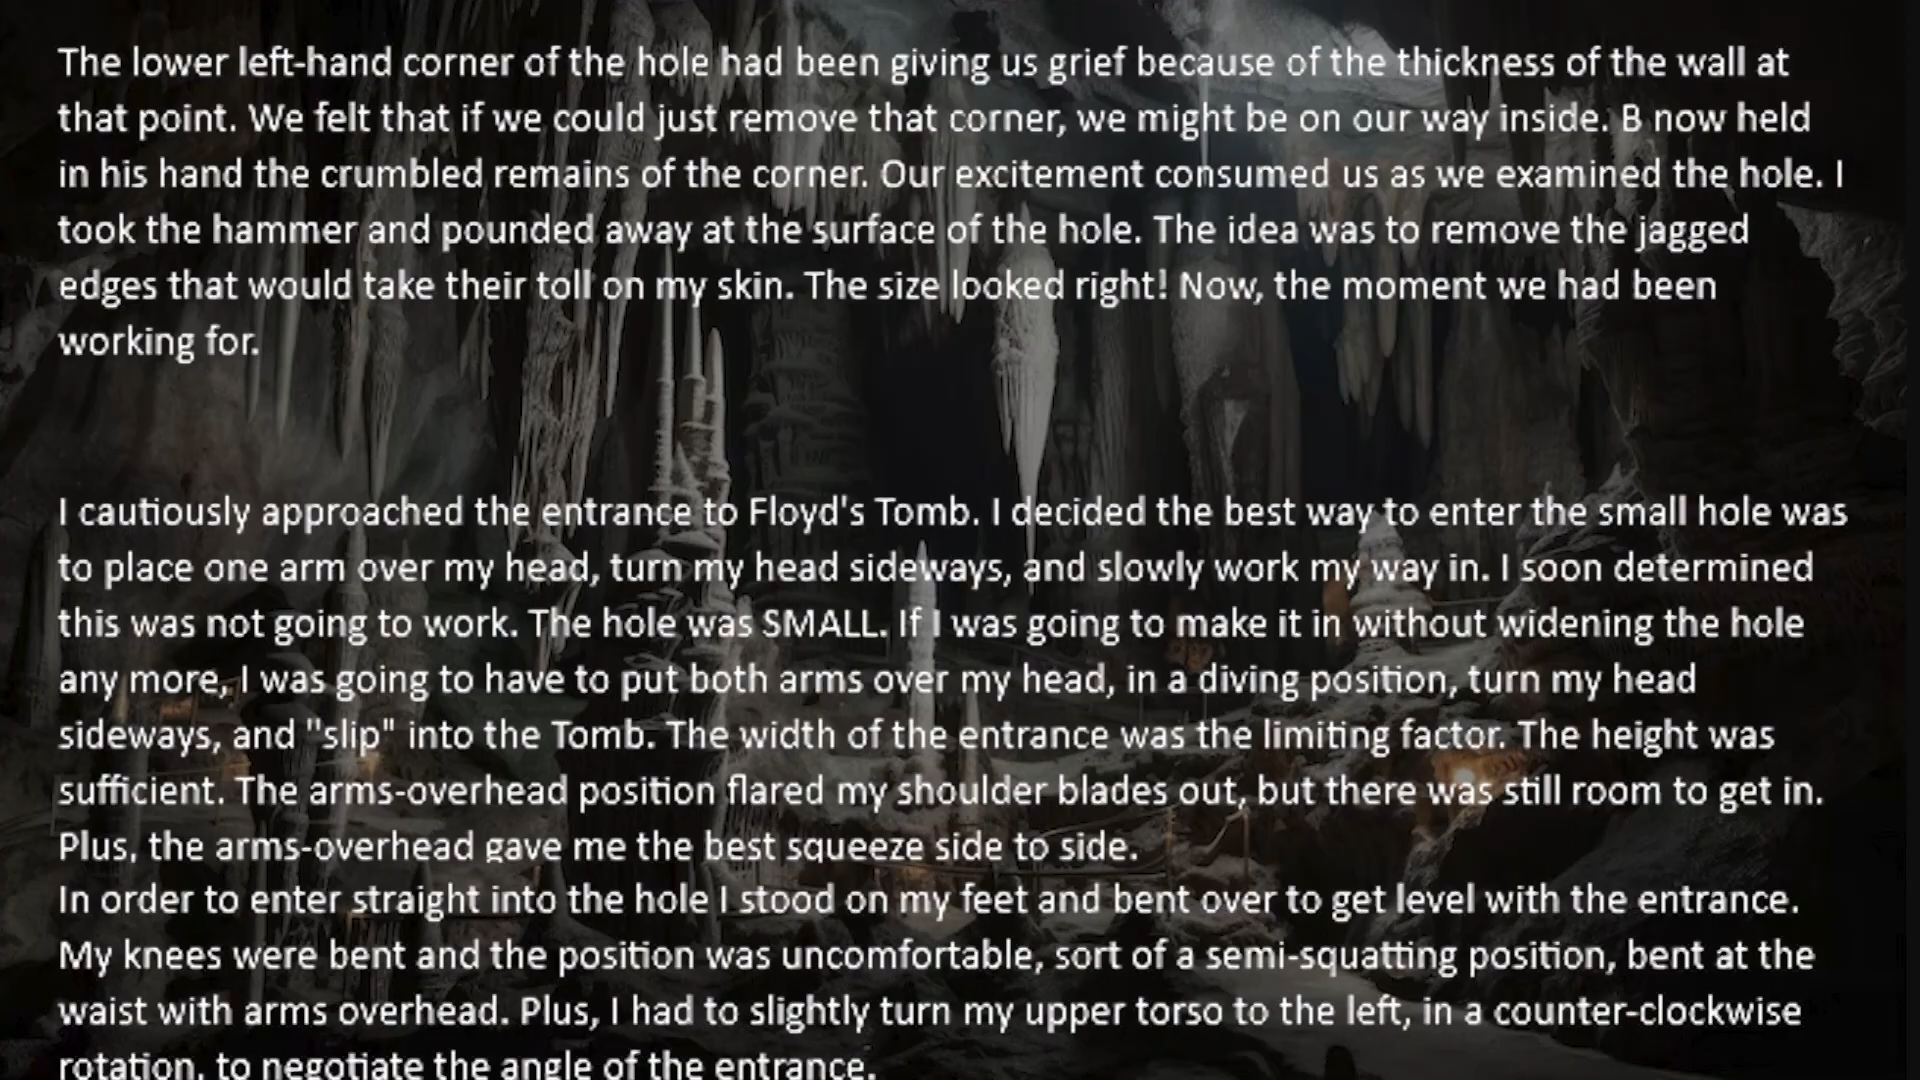 The lower left-hand corner of the hole had been giving us grief because of the thickness of the wall at
that point. We felt that if we could just remove that corner, we might be on our way inside. B now held
in his hand the crumbled remains of the corner. Our excitement consumed us as we examined the hole. I
took the hammer and pounded away at the surface of the hole. The idea was to remove the jagged
edges that would take their toll on my skin. The size looked right! Now, the moment we had been
working for.
I cautiously approached the entrance to Floyd's Tomb. I decided the best way to enter the small hole was
to place one arm over my head, turn my head sideways, and slowly work my way in. I soon determined
this was not going to work. The hole was SMALL. If I was going to make it in without widening the hole
any more, I was going to have to put both arms over my head, in a diving position, turn my head
sideways, and "slip" into the Tomb. The width of the entrance was the limiting factor. The height was
sufficient. The arms-overhead position flared my shoulder blades out, but there was still room to get in.
Plus, the arms-overhead gave me the best squeeze side to side.
In order to enter straight into the hole I stood on my feet and bent over to get level with the entrance.
My knees were bent and the position was uncomfortable, sort of a semi-squatting position, bent at the
waist with arms overhead. Plus, I had to slightly turn my upper torso to the left, in a counter-clockwise
rotation, to negotiate the angle of the entrance.